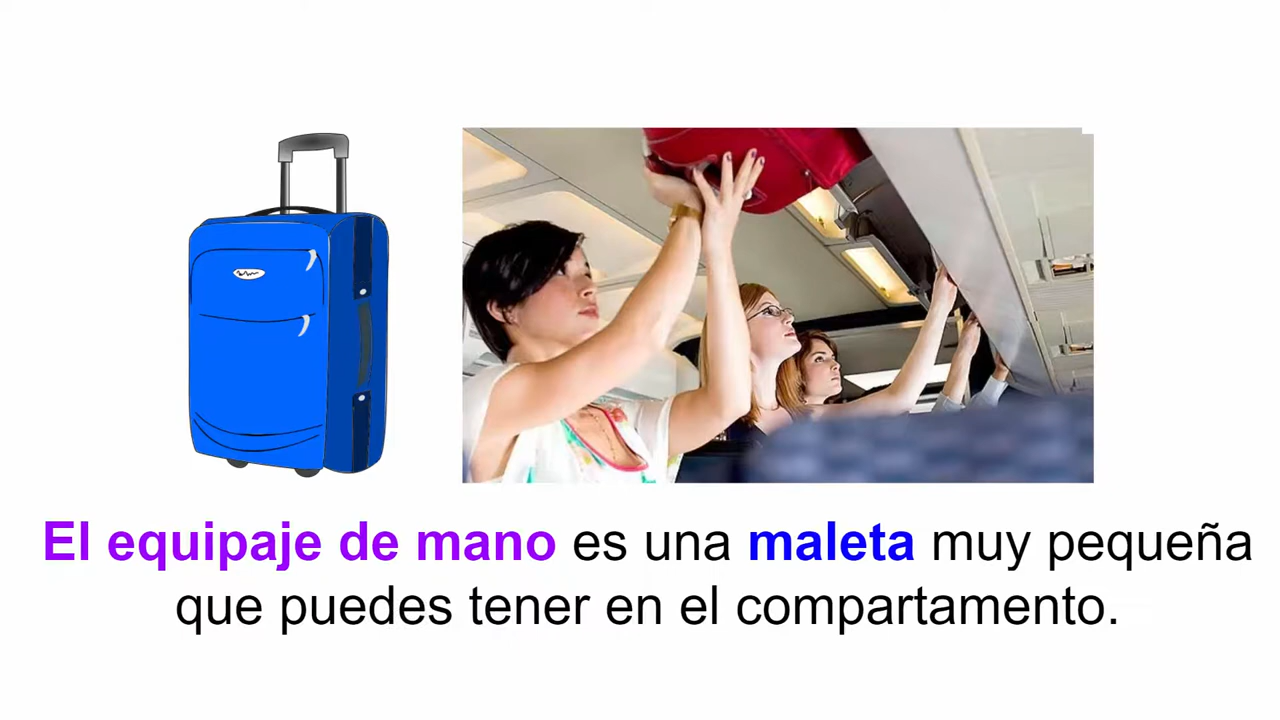 El equipaje de mano es una maleta muy pequeña
que puedes tener en el compartamento.